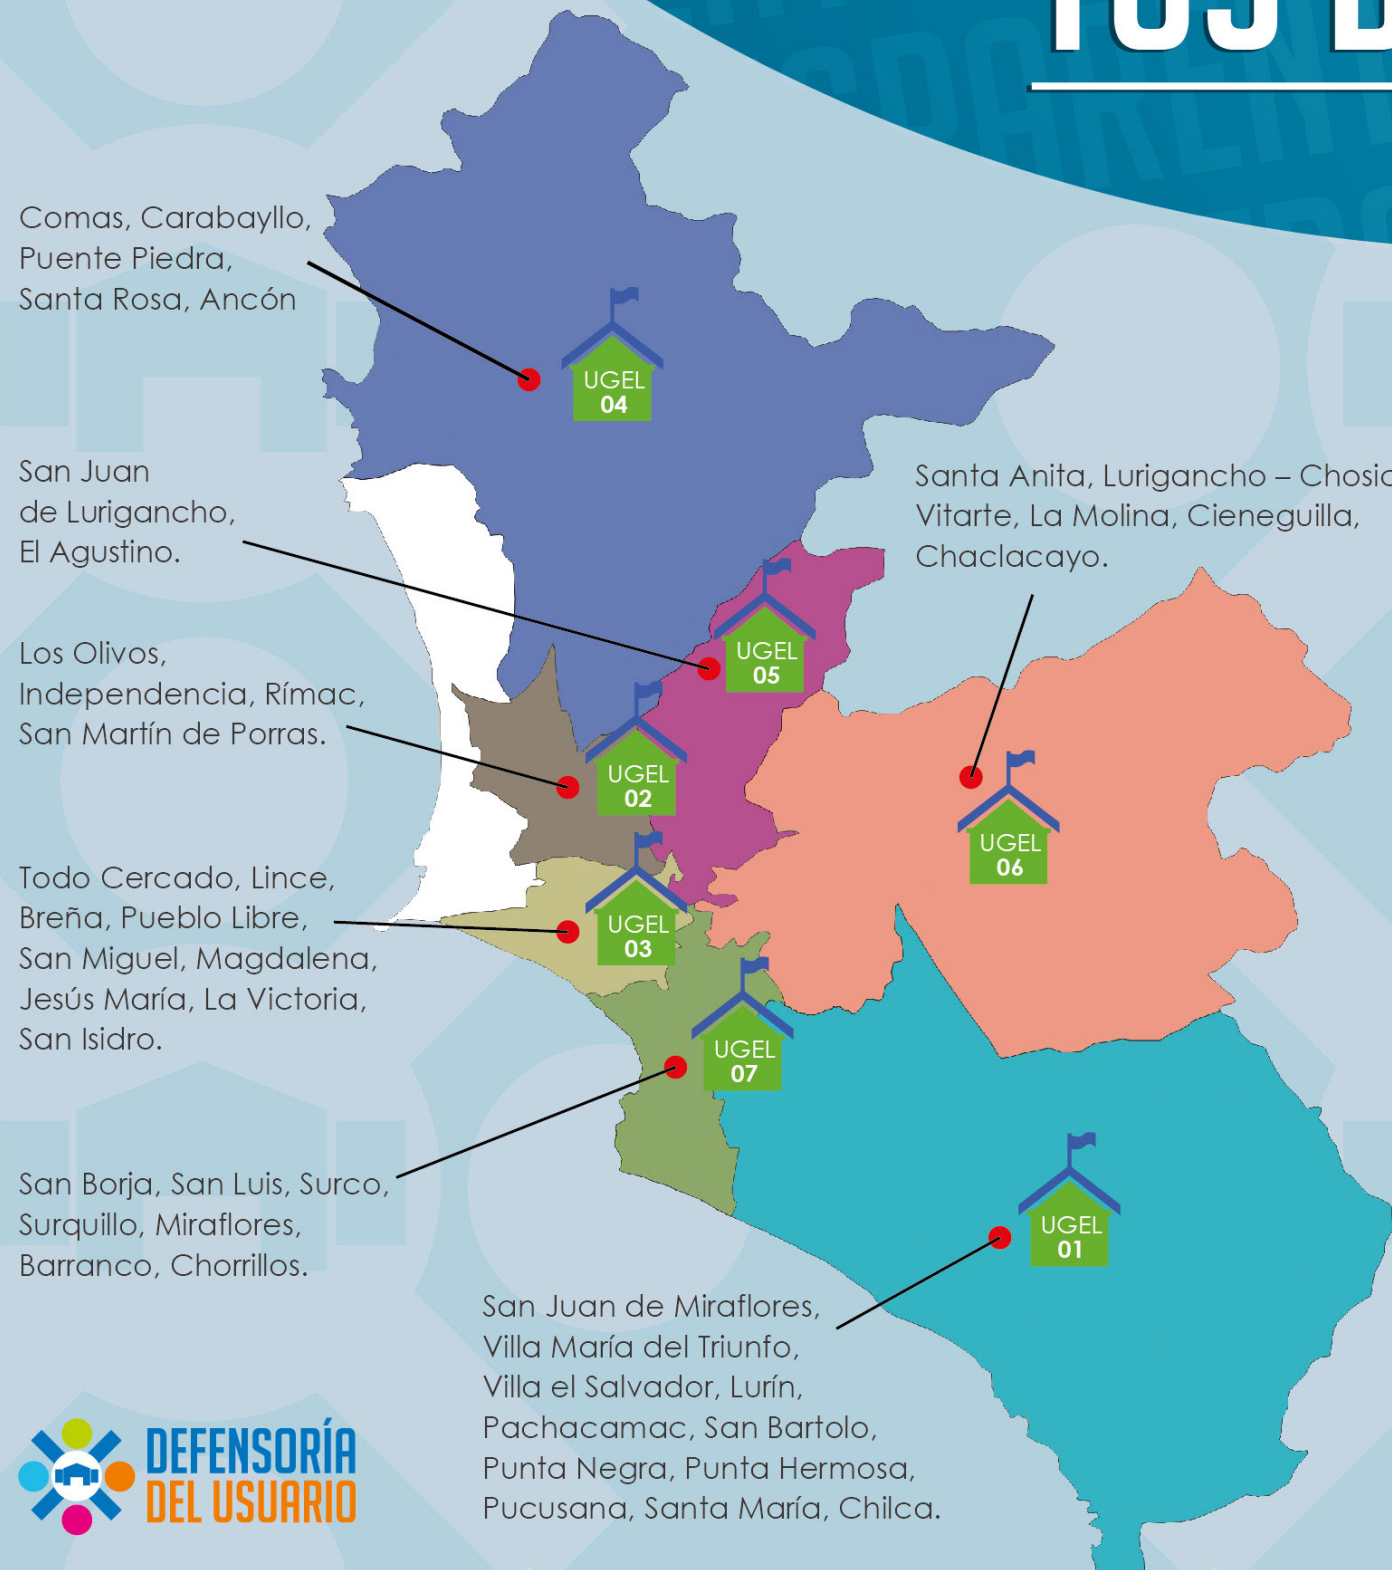 Comas, Carabayllo,
Puente Piedra,
Santa Rosa, Ancón
UGEL
04
San Juan
de Lurigancho,
El Agustino.
Santa Anita, Lurigancho – Chosic
Vitarte, La Molina, Cieneguilla,
Chaclacayo.
UGEL
05
Los Olivos,
Independencia, Rímac,
San Martín de Porras.
UGEL
02
UGEL
06
Todo Cercado, Lince,
Breña, Pueblo Libre,
San Miguel, Magdalena,
Jesús María, La Victoria,
San Isidro.
UGEL
03
UGEL
07
San Borja, San Luis, Surco,
Surquillo, Miraflores,
Barranco, Chorrillos.
UGEL
01
San Juan de Miraflores,
Villa María del Triunfo,
Villa el Salvador, Lurín,
Pachacamac, San Bartolo,
Punta Negra, Punta Hermosa,
Pucusana, Santa María, Chilca.
DEFENSORÍA
DEL USUARIO